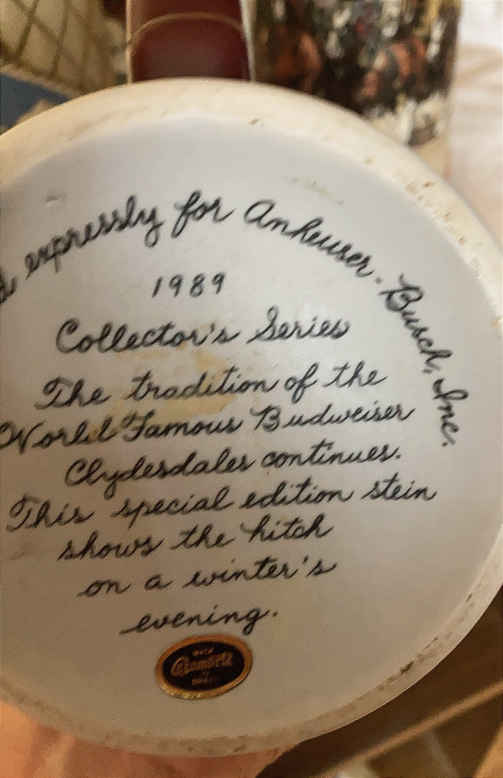 expressly for Anheuser-Busch, Inc.
1989
Collector's Series
The tradition of the
World Famous Budweiser
Clydesdales continues.
This special edition stein
shows the hitch
on a winter's
evening.